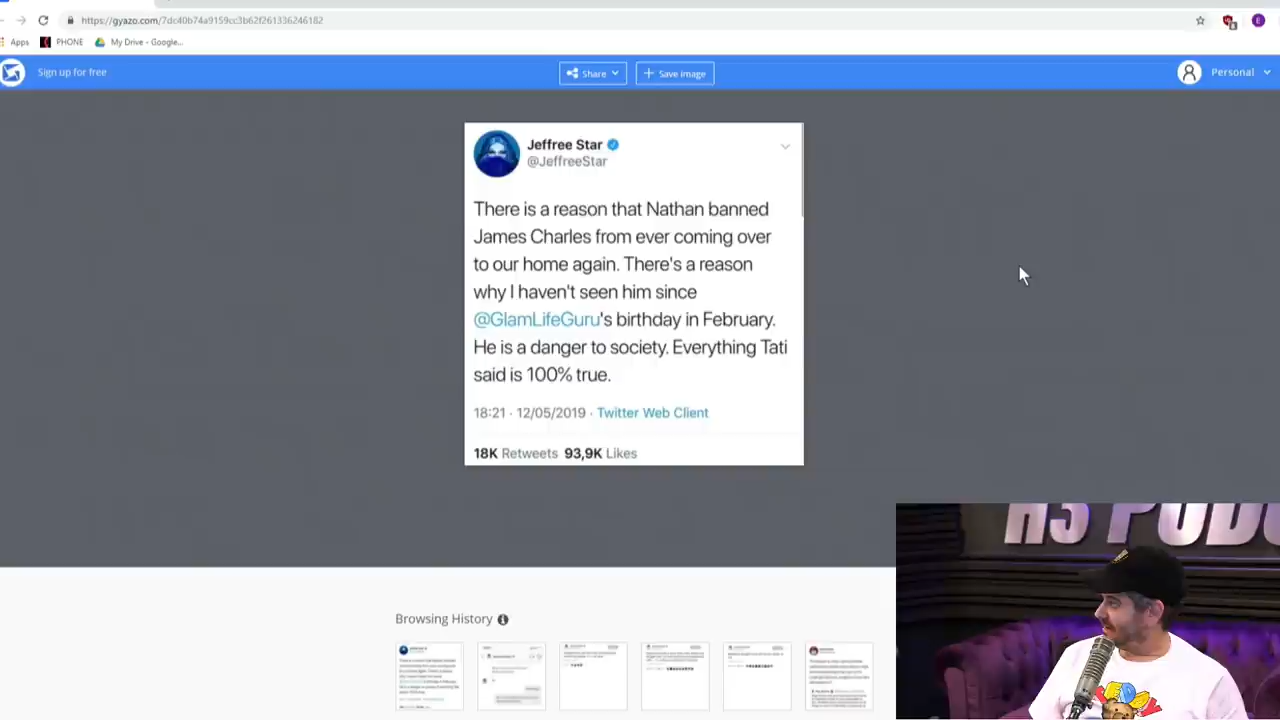 https://gyazo.com/7dc40b74a9159cc3b62f261336246182
Apps PHONE My Drive - Google...
Sign up for free Share Save image Personal
Jeffree Star
@JeffreeStar
There is a reason that Nathan banned
James Charles from ever coming over
to our home again. There's a reason
why I haven't seen him since
@GlamLifeGuru's birthday in February.
He is a danger to society. Everything Tati
said is 100% true.
18:21 · 12/05/2019 · Twitter Web Client
18K Retweets 93,9K Likes
Browsing History